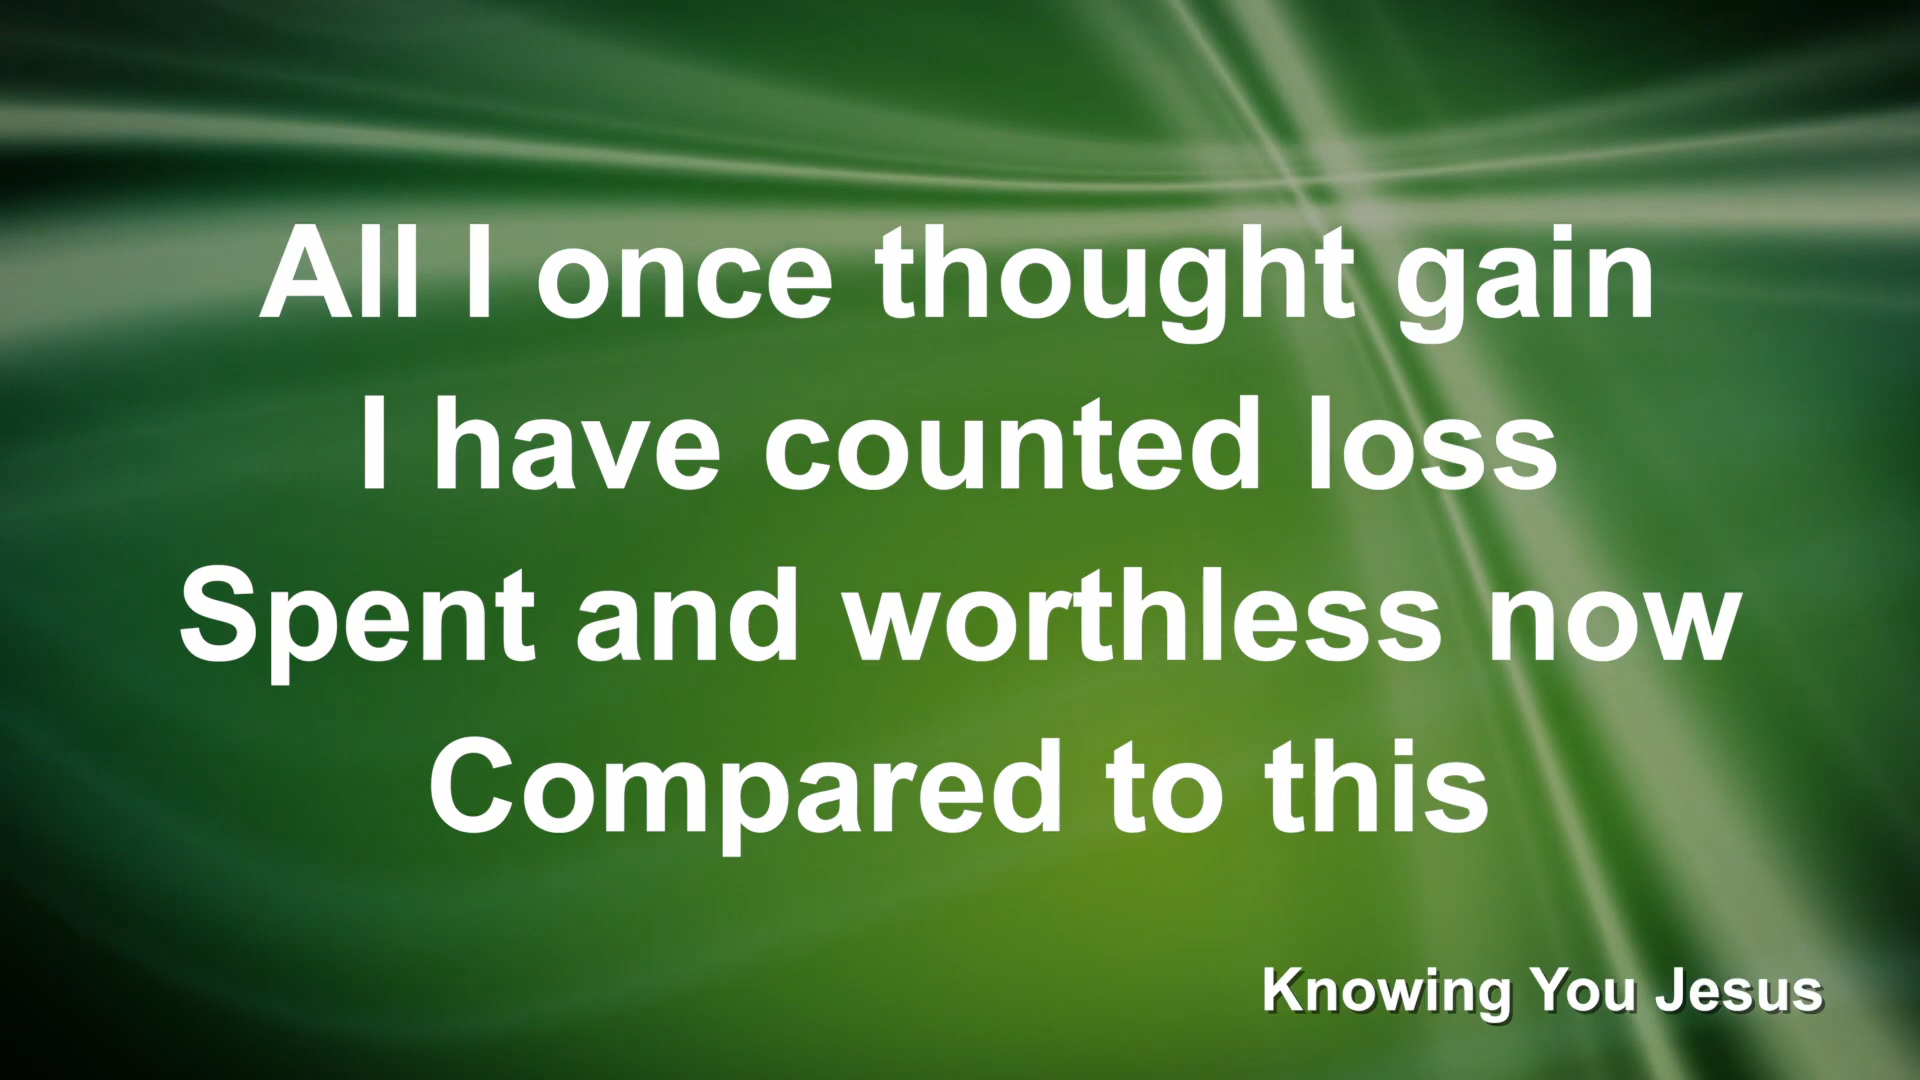 All I once thought gain
I have counted loss
Spent and worthless now
Compared to this
Knowing You Jesus